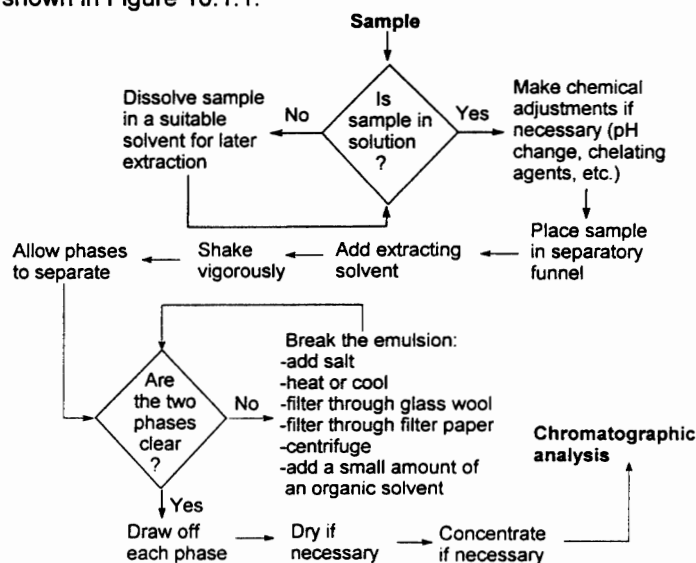 shown in Figure 10.1.1.
Sample
Is
sample in
solution
?
No
Dissolve sample
in a suitable
solvent for later
extraction
Yes
Make chemical
adjustments if
necessary (pH
change, chelating
agents, etc.)
Place sample
in separatory
funnel
Add extracting
solvent
Shake
vigorously
Allow phases
to separate
Are
the two
phases
clear
?
No
Break the emulsion:
-add salt
-heat or cool
-filter through glass wool
-filter through filter paper
-centrifuge
-add a small amount of
an organic solvent
Yes
Draw off
each phase
Dry if
necessary
Concentrate
if necessary
Chromatographic
analysis